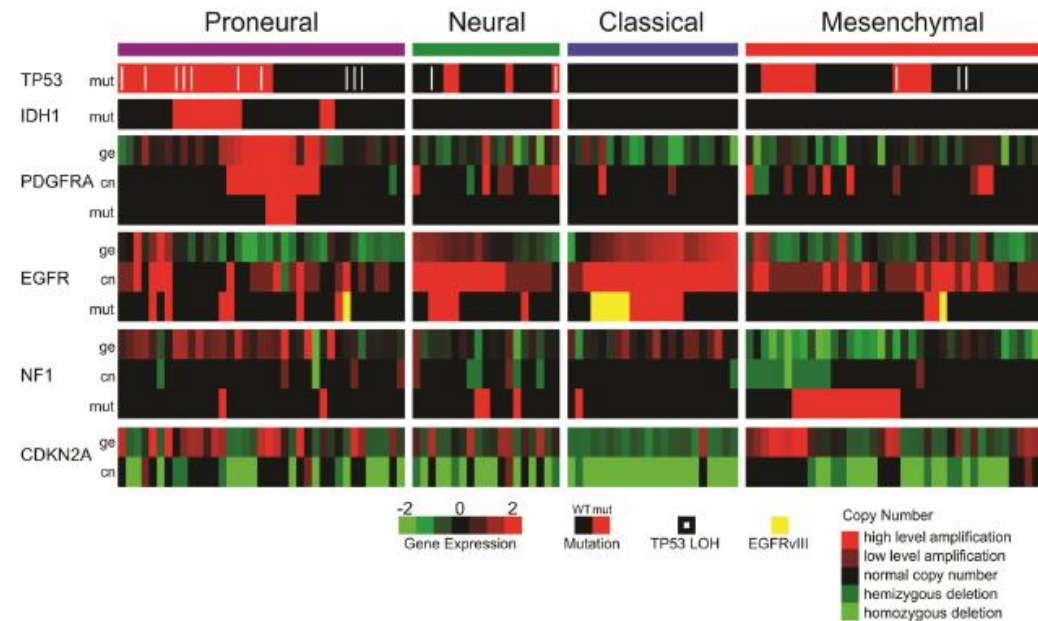 Proneural Neural Classical Mesenchymal
TP53 mut
IDH1 mut
ge
PDGFRA cn
mut
ge
EGFR cn
mut
ge
NF1 cn
mut
ge
CDKN2A
cn
-2 0 2
Gene Expression
WT mut
Mutation
TP53 LOH
EGFRvIII
Copy Number
high level amplification
low level amplification
normal copy number
hemizygous deletion
homozygous deletion